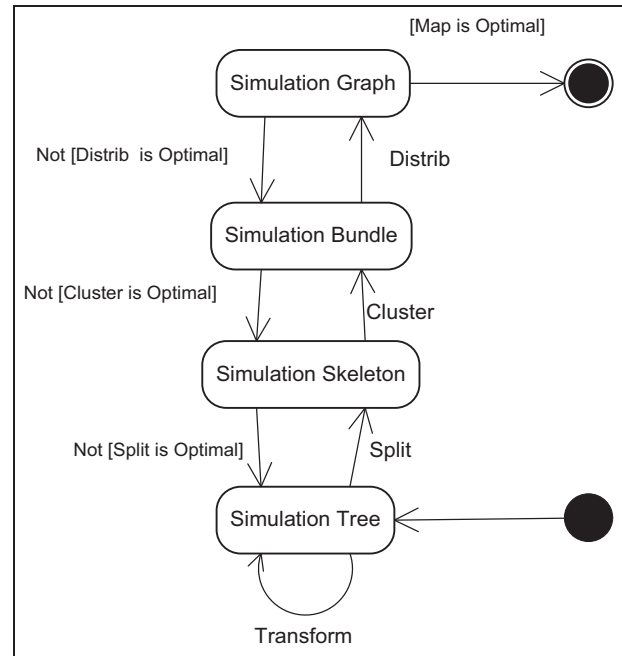 [Map is Optimal]
Simulation Graph
Not [Distrib is Optimal]
Distrib
Simulation Bundle
Not [Cluster is Optimal]
Cluster
Simulation Skeleton
Not [Split is Optimal]
Split
Simulation Tree
Transform